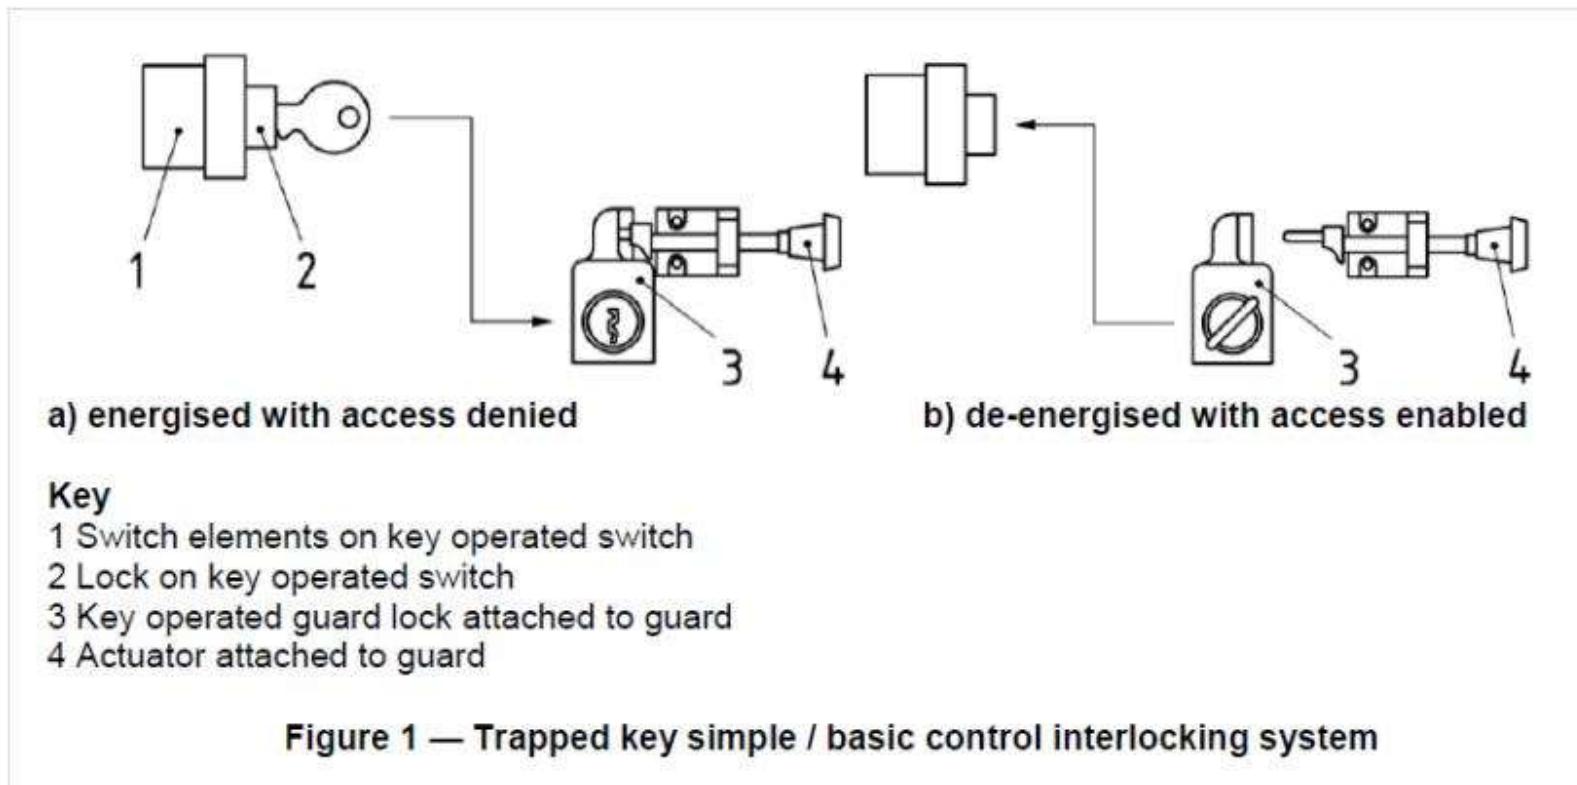 1
2
3
4
3
4
a) energised with access denied
b) de-energised with access enabled
Key
1 Switch elements on key operated switch
2 Lock on key operated switch
3 Key operated guard lock attached to guard
4 Actuator attached to guard
Figure 1 — Trapped key simple / basic control interlocking system